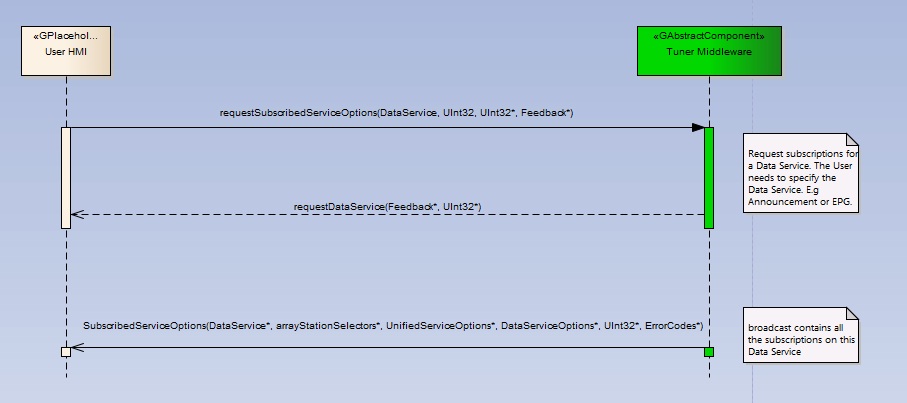 «GPlacehol...
User HMI
«GAbstractComponent»
Tuner Middleware
requestSubscribedServiceOptions(DataService, UInt32, UInt32*, Feedback*)
Request subscriptions for
a Data Service. The User
needs to specify the
Data Service. E.g
Announcement or EPG.
requestDataService(Feedback*, UInt32*)
SubscribedServiceOptions(DataService*, arrayStationSelectors*, UnifiedServiceOptions*, DataServiceOptions*, UInt32*, ErrorCodes*)
broadcast contains all
the subscriptions on this
Data Service